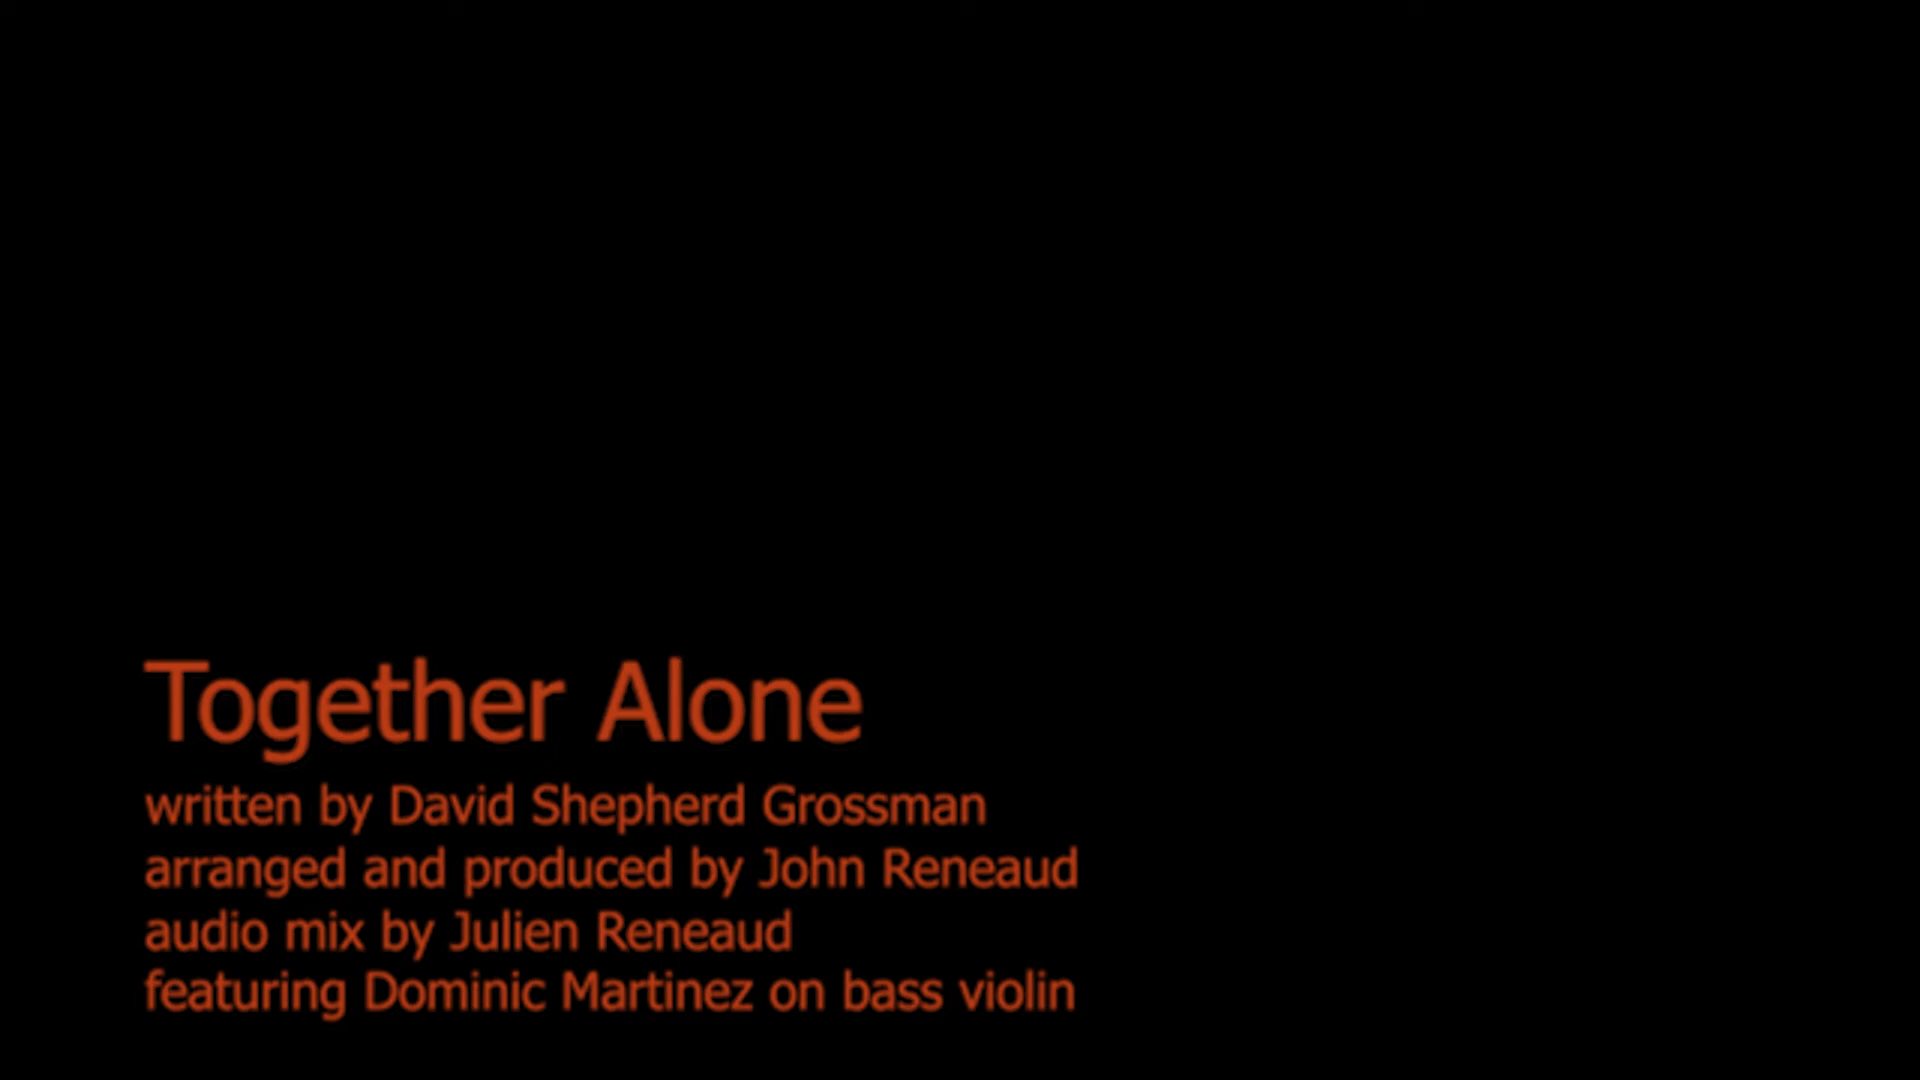 Together Alone
written by David Shepherd Grossman
arranged and produced by John Reneaud
audio mix by Julien Reneaud
featuring Dominic Martinez on bass violin